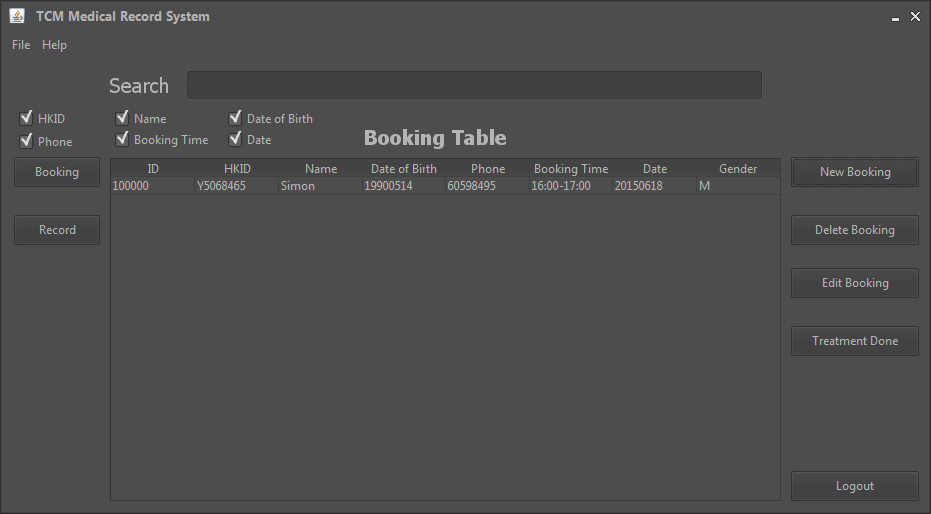 TCM Medical Record System
File Help
Search
HKID Name Date of Birth
Phone Booking Time Date
Booking Table
Booking
ID HKID Name Date of Birth Phone Booking Time Date Gender
100000 Y5068465 Simon 19900514 60598495 16:00-17:00 20150618 M
New Booking
Record
Delete Booking
Edit Booking
Treatment Done
Logout